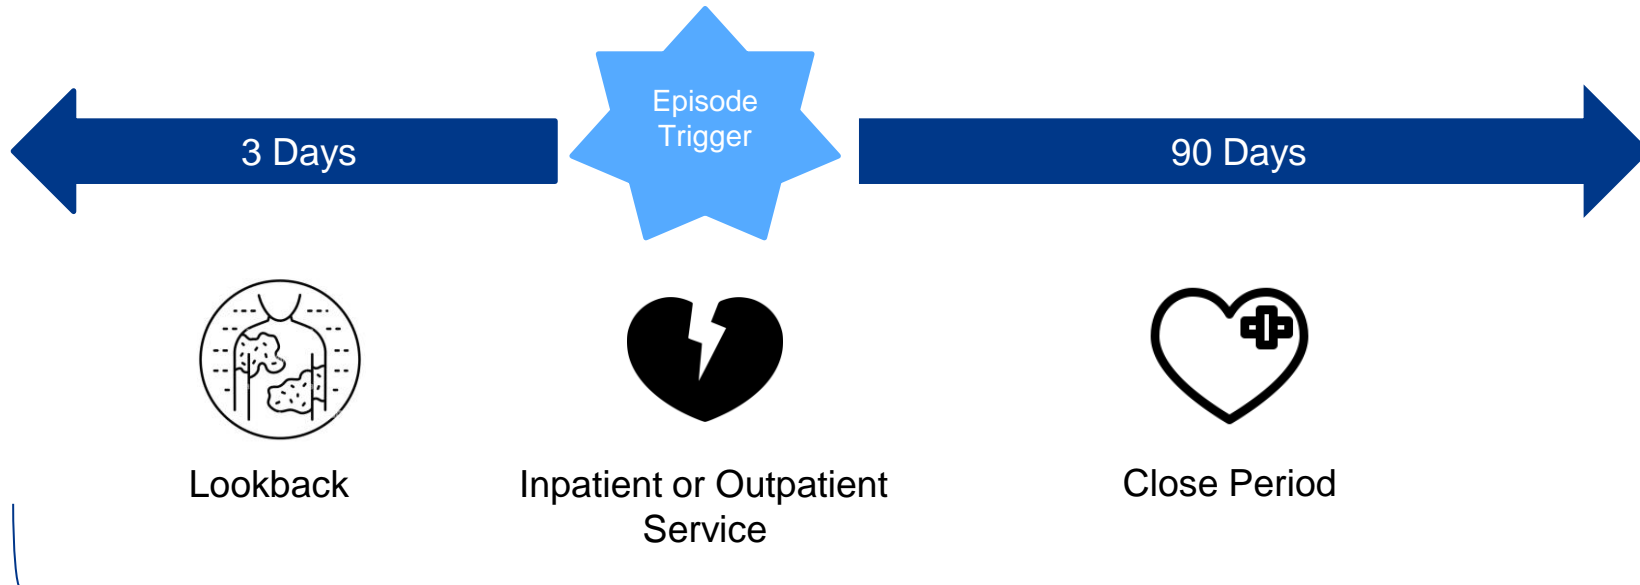 Episode
Trigger
3 Days
90 Days
Lookback
Inpatient or Outpatient
Service
Close Period